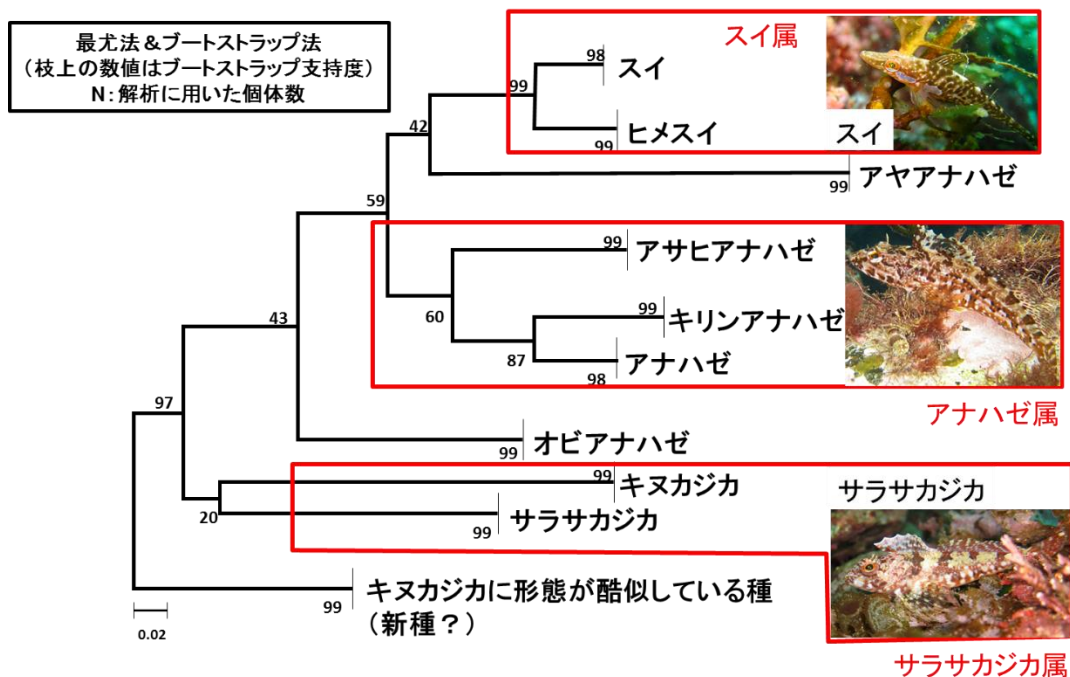 最尤法＆ブートストラップ法
（枝上の数値はブートストラップ支持度）
N：解析に用いた個体数
スイ属
98
スイ
99
ヒメスイ
99
スイ
42
アヤアナハゼ
99
59
アサヒアナハゼ
99
60
キリンアナハゼ
99
87
アナハゼ
98
アナハゼ属
43
オビアナハゼ
99
97
キヌカジカ
99
サラサカジカ
20
サラサカジカ
99
キヌカジカに形態が酷似している種
（新種？）
99
0.02
サラサカジカ属